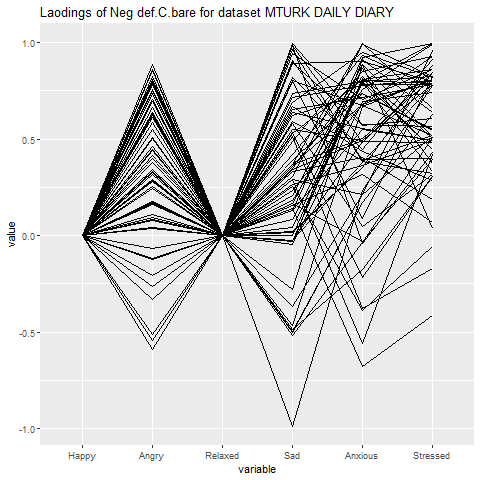 Laodings of Neg def.C.bare for dataset MTURK DAILY DIARY
1.0
0.5
0.0
-0.5
-1.0
value
Happy Angry Relaxed Sad Anxious Stressed
variable